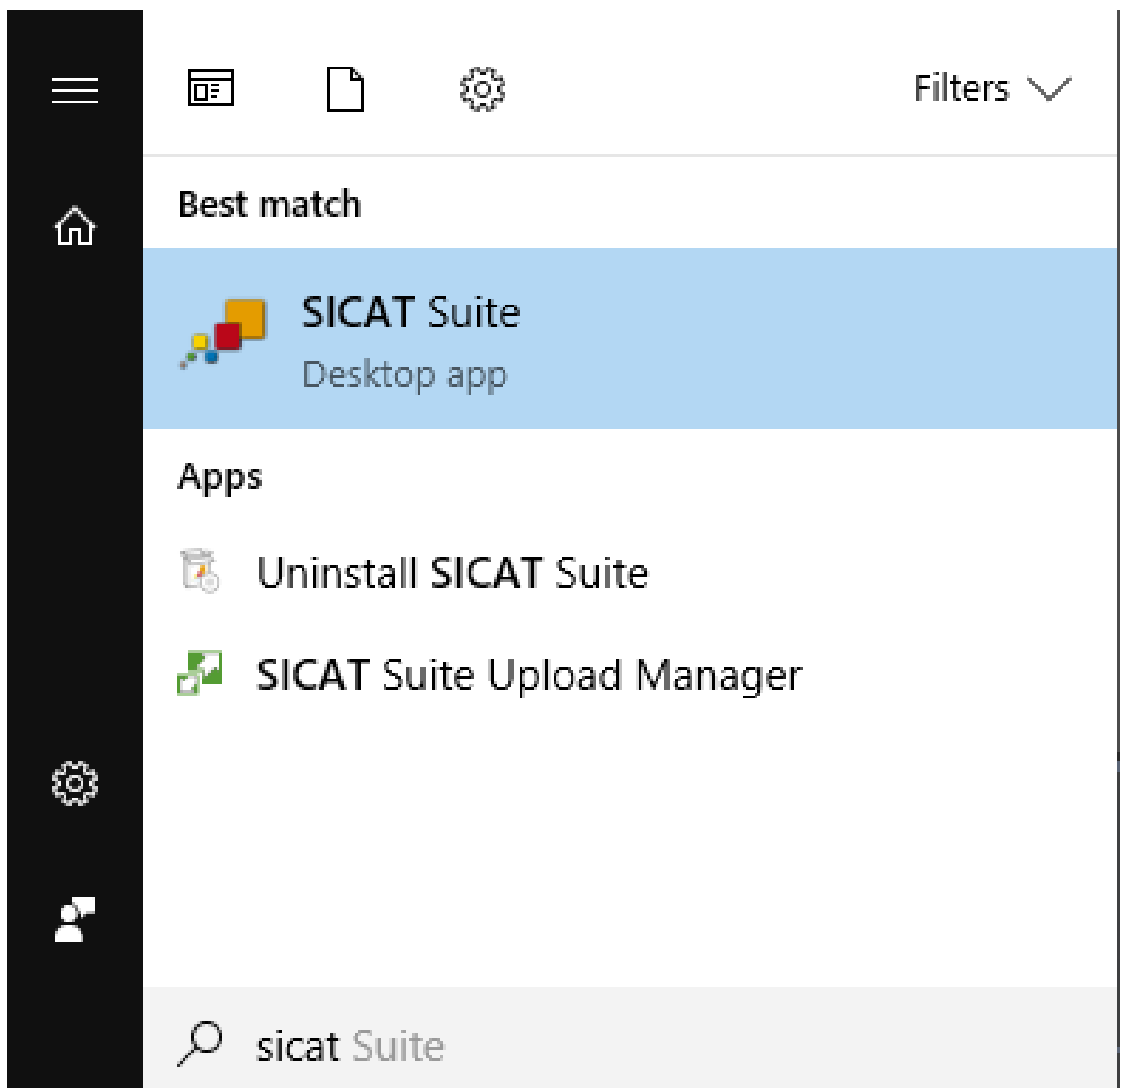 Filters
Best match
SICAT Suite
Desktop app
Apps
Uninstall SICAT Suite
SICAT Suite Upload Manager
sicat Suite